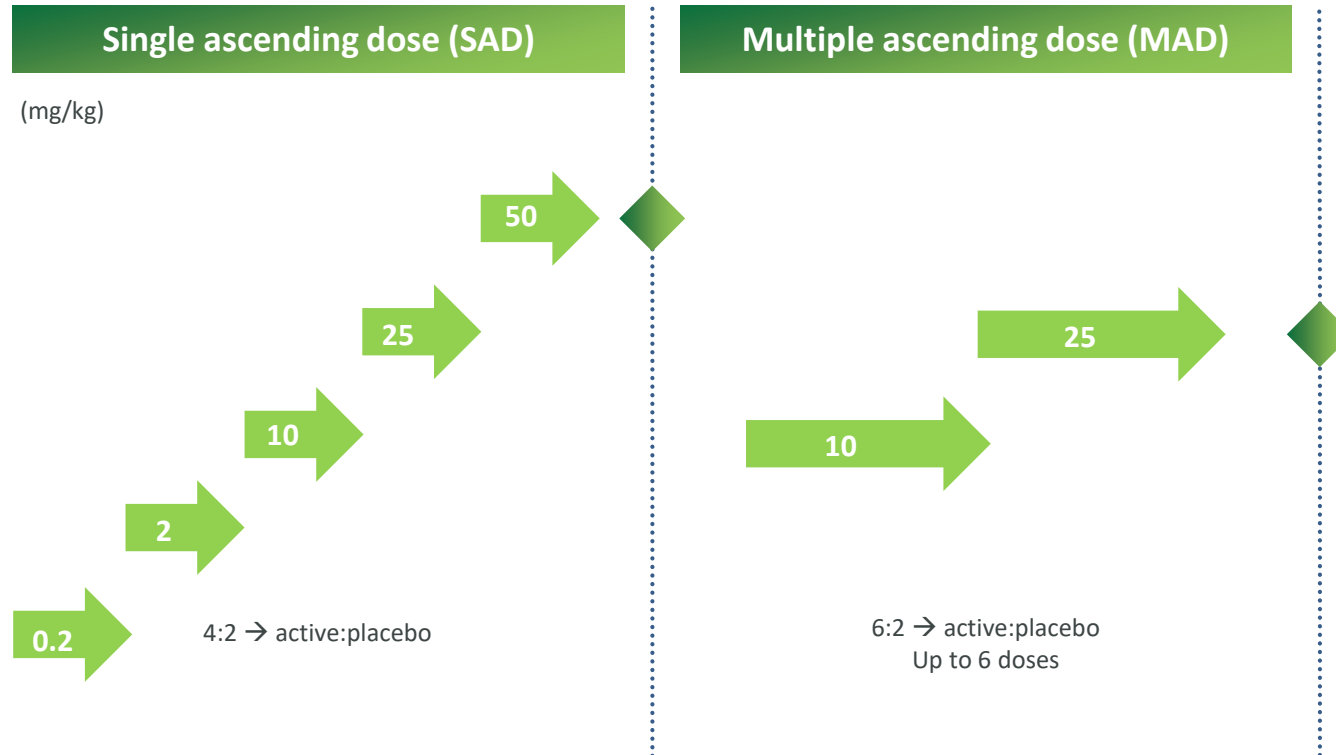 Single ascending dose (SAD)
(mg/kg)
50
25
10
2
0.2
4:2 → active:placebo
Multiple ascending dose (MAD)
25
10
6:2 → active:placebo
Up to 6 doses